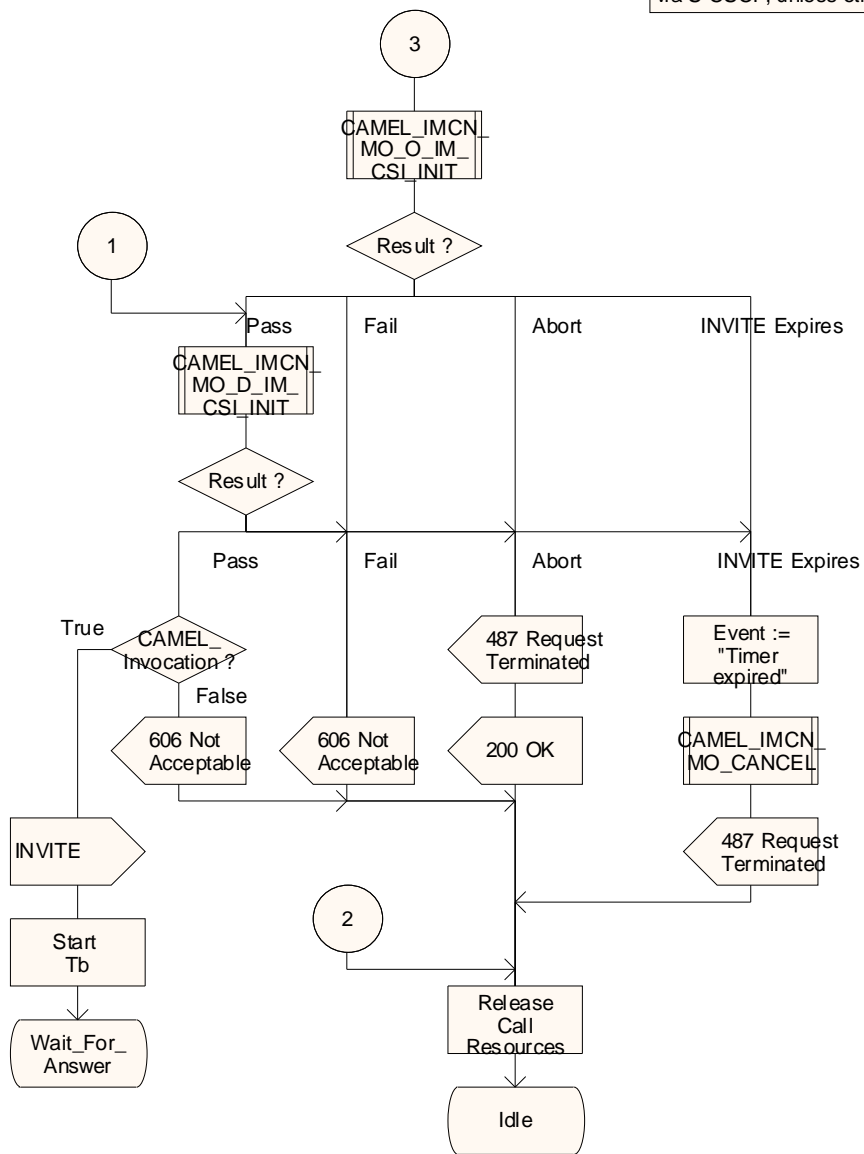 3
CAMEL_IMCN_
MO_O_IM_
CSI_INIT
Result ?
1
Pass
Fail
Abort
INVITE Expires
CAMEL_IMCN_
MO_D_IM_
CSI_INIT
Result ?
Pass
Fail
Abort
INVITE Expires
True
CAMEL_
Invocation ?
False
487 Request
Terminated
Event :=
"Timer
expired"
606 Not
Acceptable
606 Not
Acceptable
200 OK
CAMEL_IMCN_
MO_CANCEL
INVITE
487 Request
Terminated
2
Start
Tb
Release
Call
Resources
Wait_For_
Answer
Idle